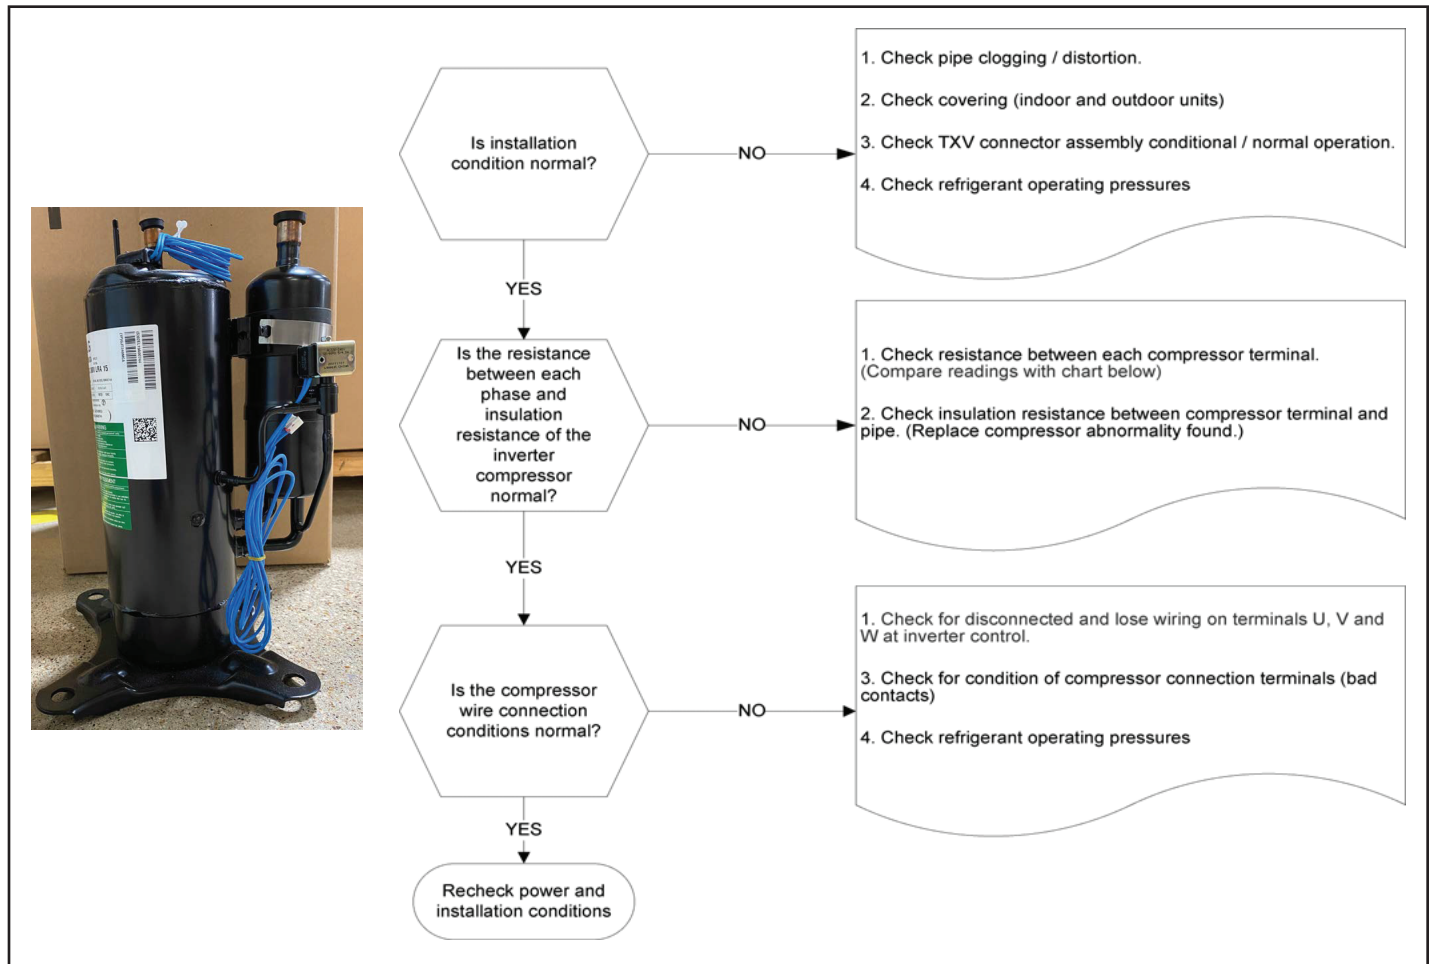 Is installation
condition normal?
NO
1. Check pipe clogging / distortion.
2. Check covering (indoor and outdoor units)
3. Check TXV connector assembly conditional / normal operation.
4. Check refrigerant operating pressures
YES
Is the resistance
between each
phase and
insulation
resistance of the
inverter
compressor
normal?
NO
1. Check resistance between each compressor terminal.
(Compare readings with chart below)
2. Check insulation resistance between compressor terminal and
pipe. (Replace compressor abnormality found.)
YES
Is the compressor
wire connection
conditions normal?
NO
1. Check for disconnected and lose wiring on terminals U, V and
W at inverter control.
3. Check for condition of compressor connection terminals (bad
contacts)
4. Check refrigerant operating pressures
YES
Recheck power and
installation conditions